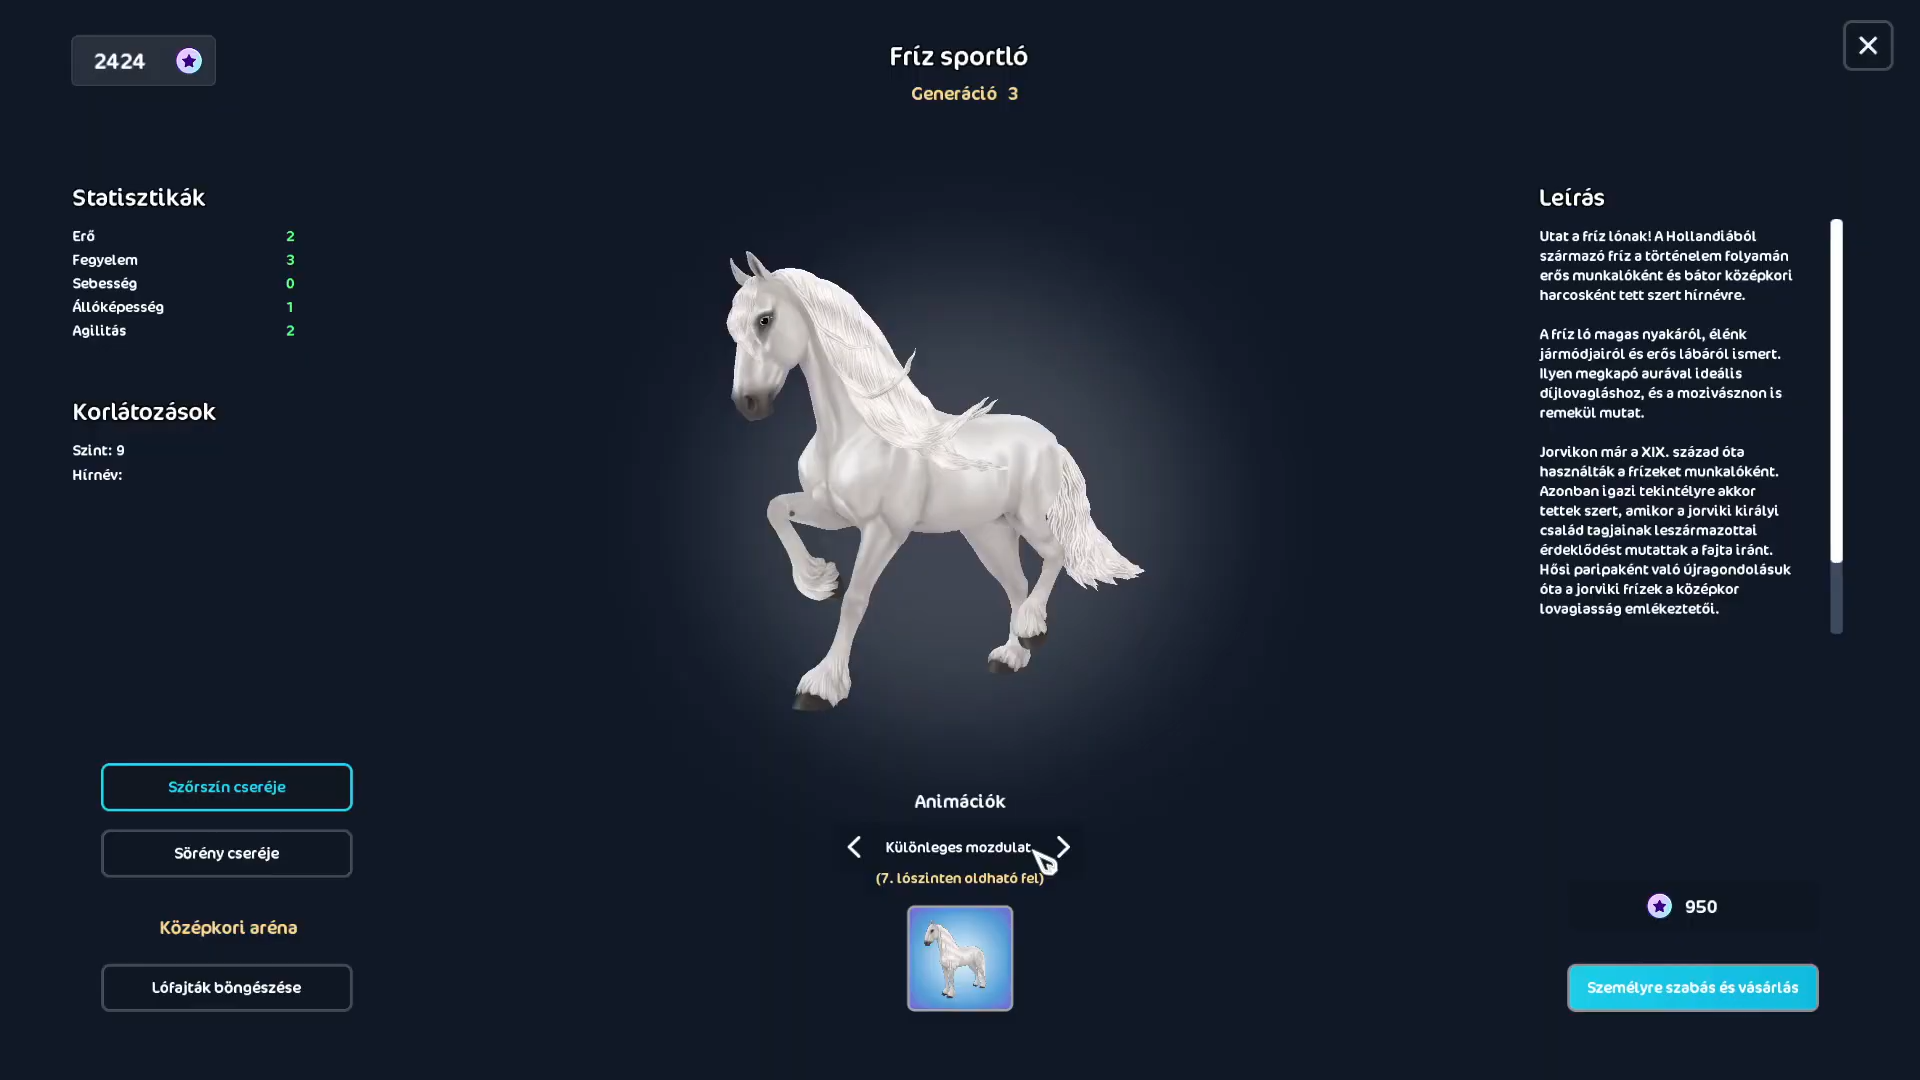 2424
Fríz sportló
Generáció 3
Statisztikák
Erő 2
Fegyelem 3
Sebesség 0
Állóképesség 1
Agilitás 2
Korlátozások
Szint: 9
Hírnév:
Szőrszín cseréje
Sörény cseréje
Középkori aréna
Lófajták böngészése
Animációk
Különleges mozdulat
(7. lószinten oldható fel)
Leírás
Utat a fríz lónak! A Hollandiából
származó fríz a történelem folyamán
erős munkalóként és bátor középkori
harcosként tett szert hírnévre.
A fríz ló magas nyakáról, élénk
jármódjairól és erős lábáról ismert.
Ilyen megkapó aurával ideális
díjlovagláshoz, és a mozivásznon is
remekül mutat.
Jorvikon már a XIX. század óta
használták a frízeket munkalóként.
Azonban igazi tekintélyre akkor
tettek szert, amikor a jorviki királyi
család tagjainak leszármazottai
érdeklődést mutattak a fajta iránt.
Hősi paripaként való újragondolásuk
óta a jorviki frízek a középkor
lovagiasság emlékeztetői.
950
Személyre szabás és vásárlás